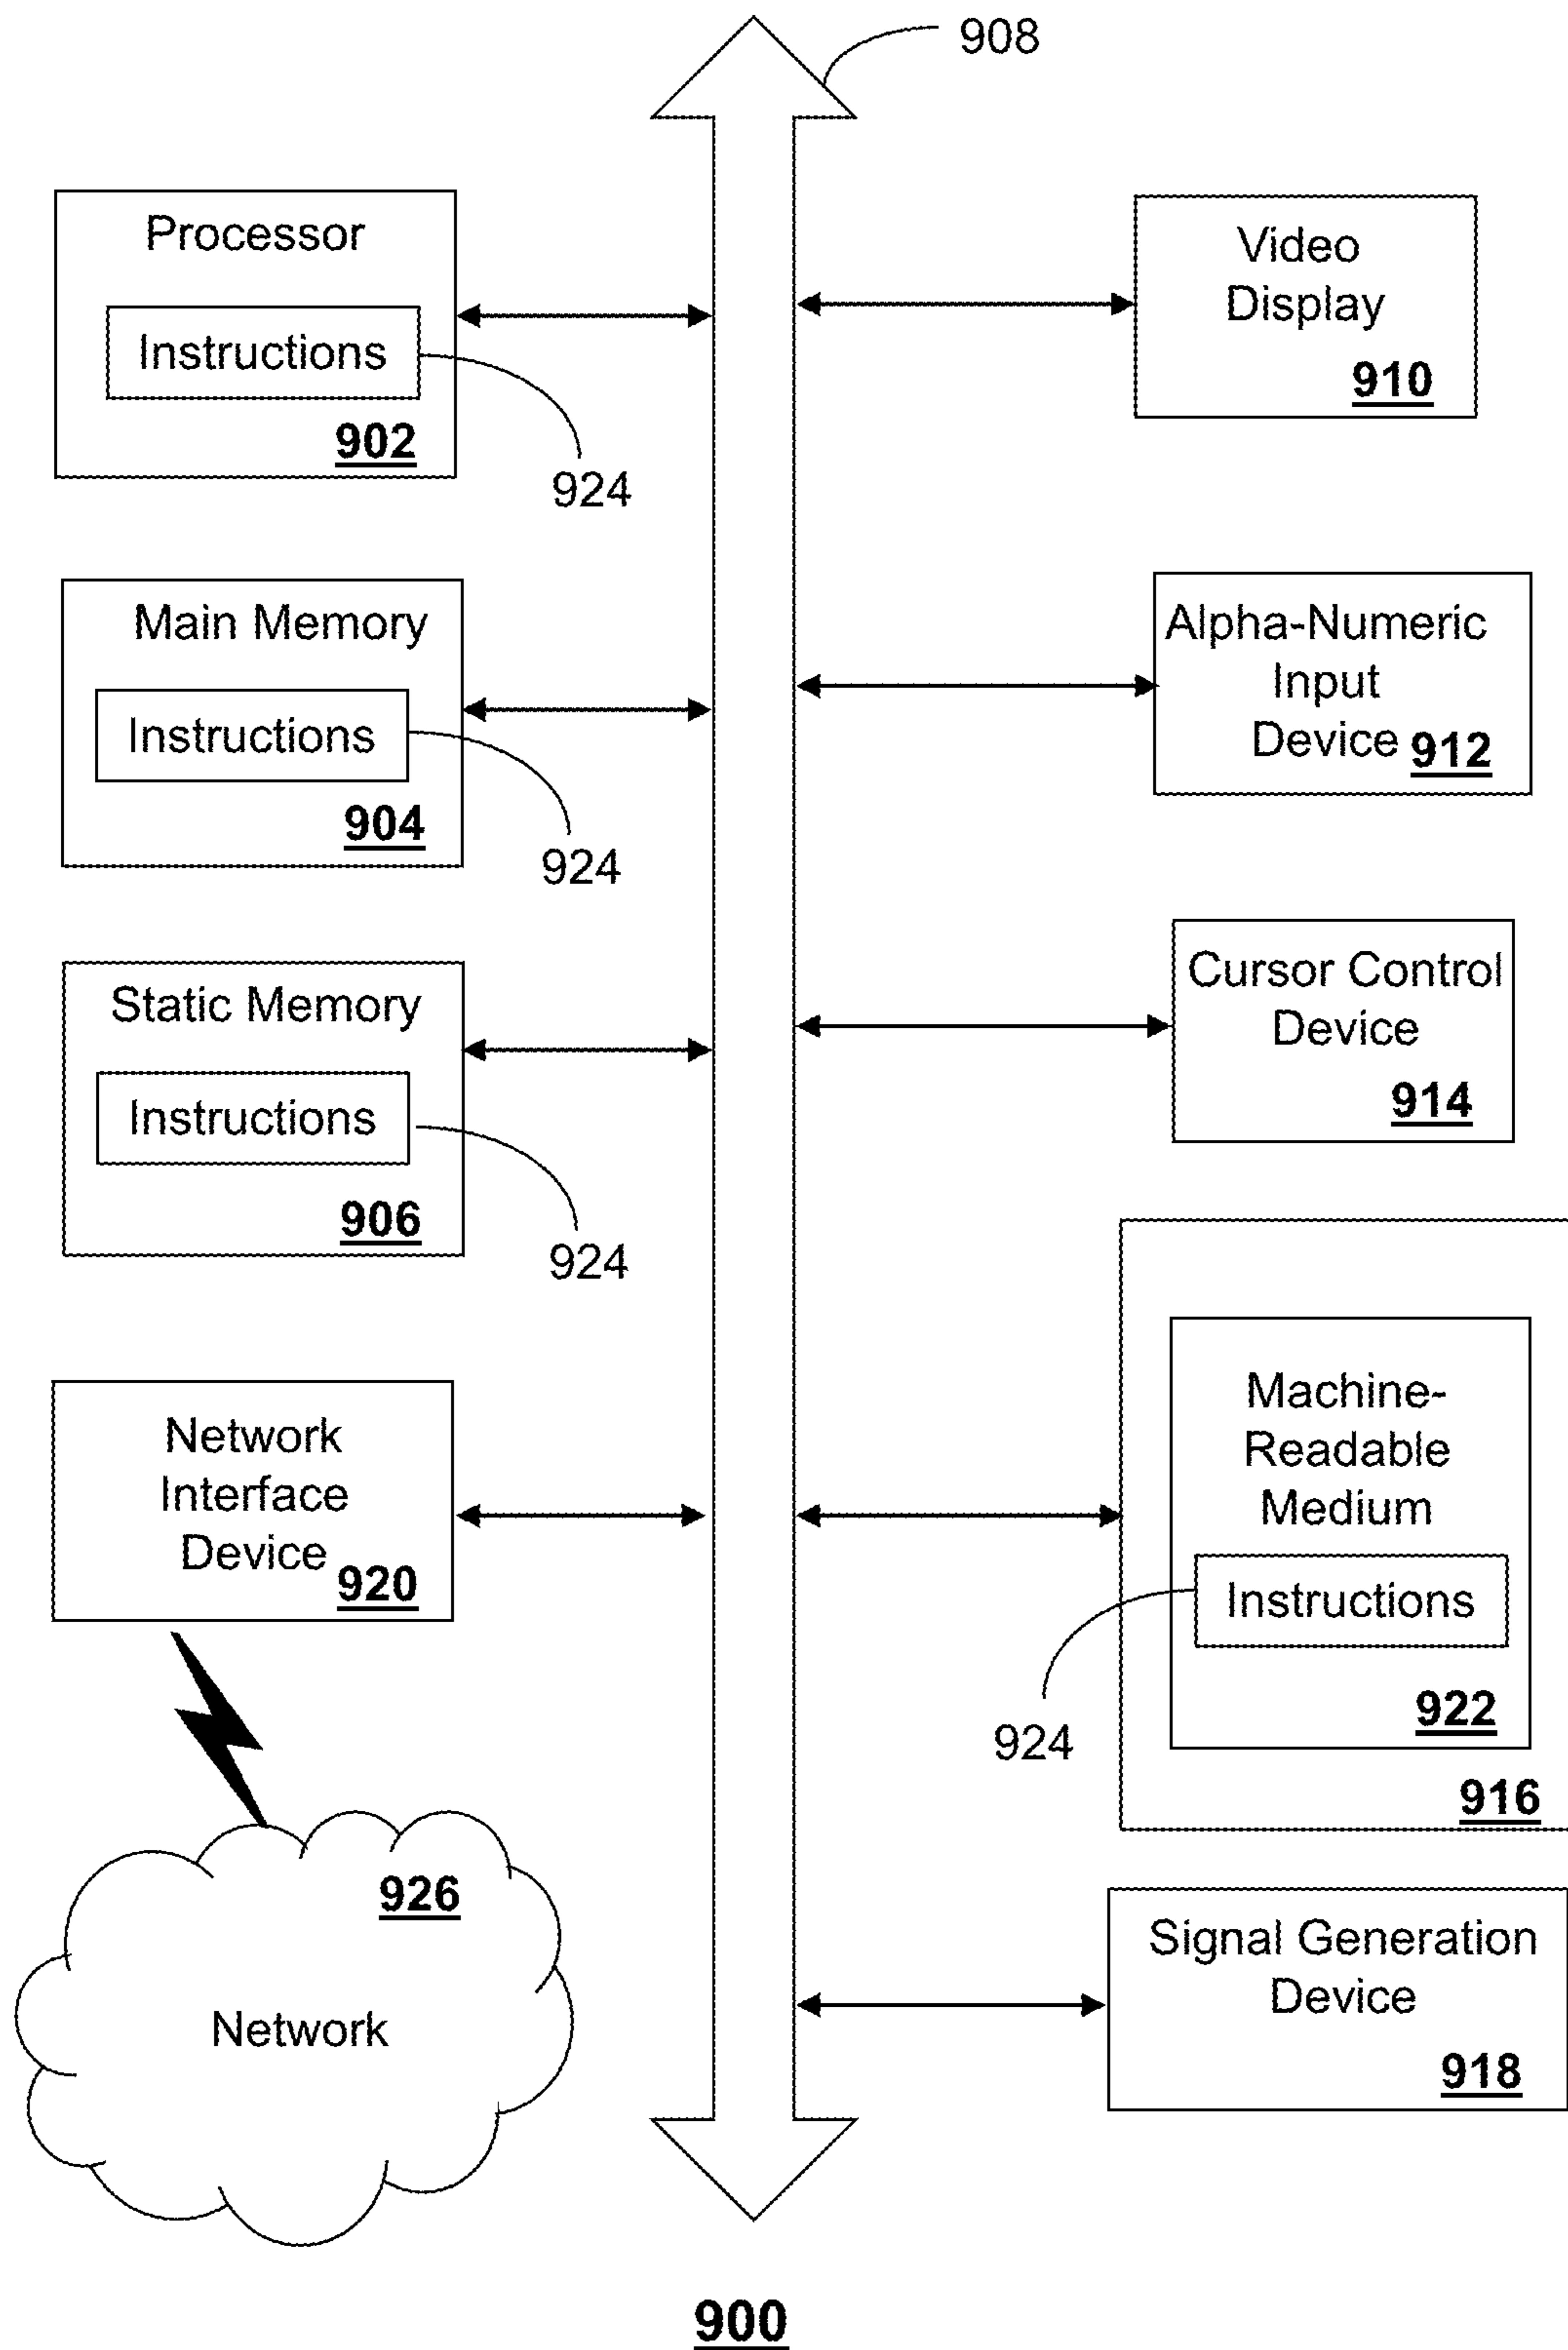 908
Processor
Instructions
902
924
Main Memory
Instructions
904
924
Static Memory
Instructions
906
924
Network
Interface
Device
920
926
Network
Video
Display
910
Alpha-Numeric
Input
Device 912
Cursor Control
Device
914
Machine-
Readable
Medium
Instructions
922
924
916
Signal Generation
Device
918
900